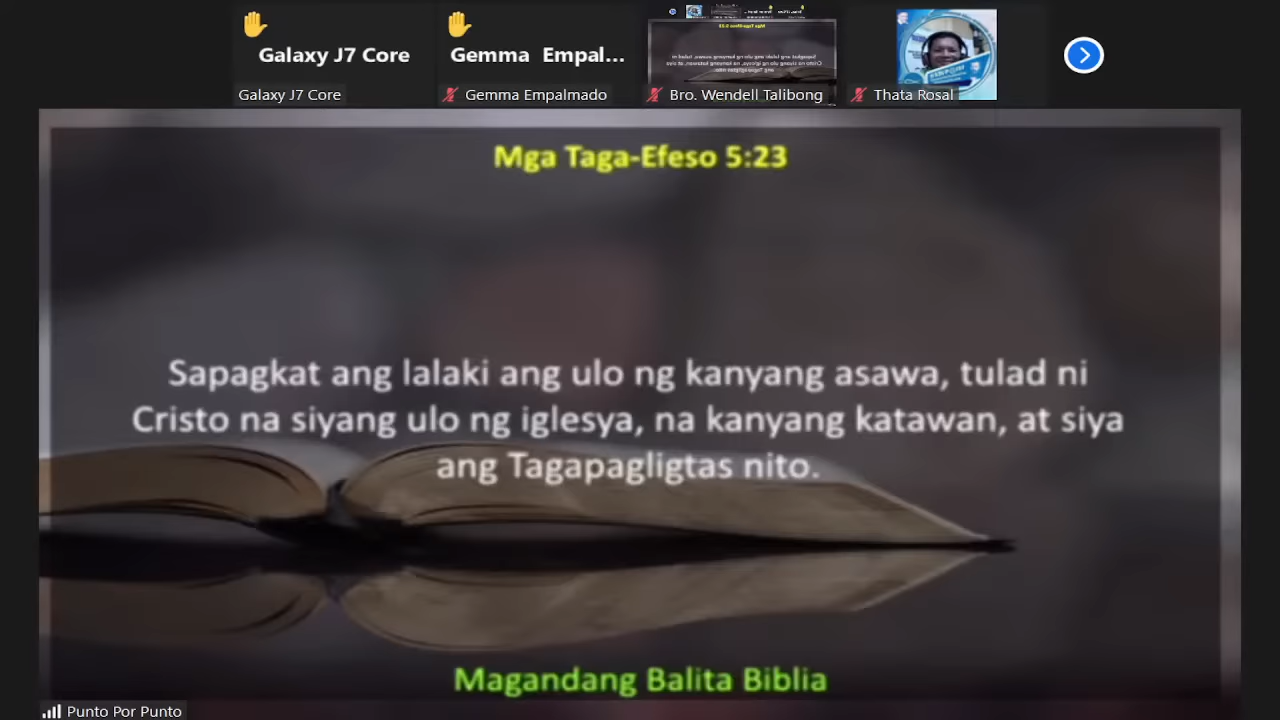 Galaxy J7 Core
Gemma Empal...
Galaxy J7 Core
Gemma Empalmado
Bro. Wendell Talibong
Thata Rosal
Mga Taga-Efeso 5:23
Sapagkat ang lalaki ang ulo ng kanyang asawa, tulad ni
Cristo na siyang ulo ng iglesya, na kanyang katawan, at siya
ang Tagapagligtas nito.
Magandang Balita Biblia
Punto Por Punto